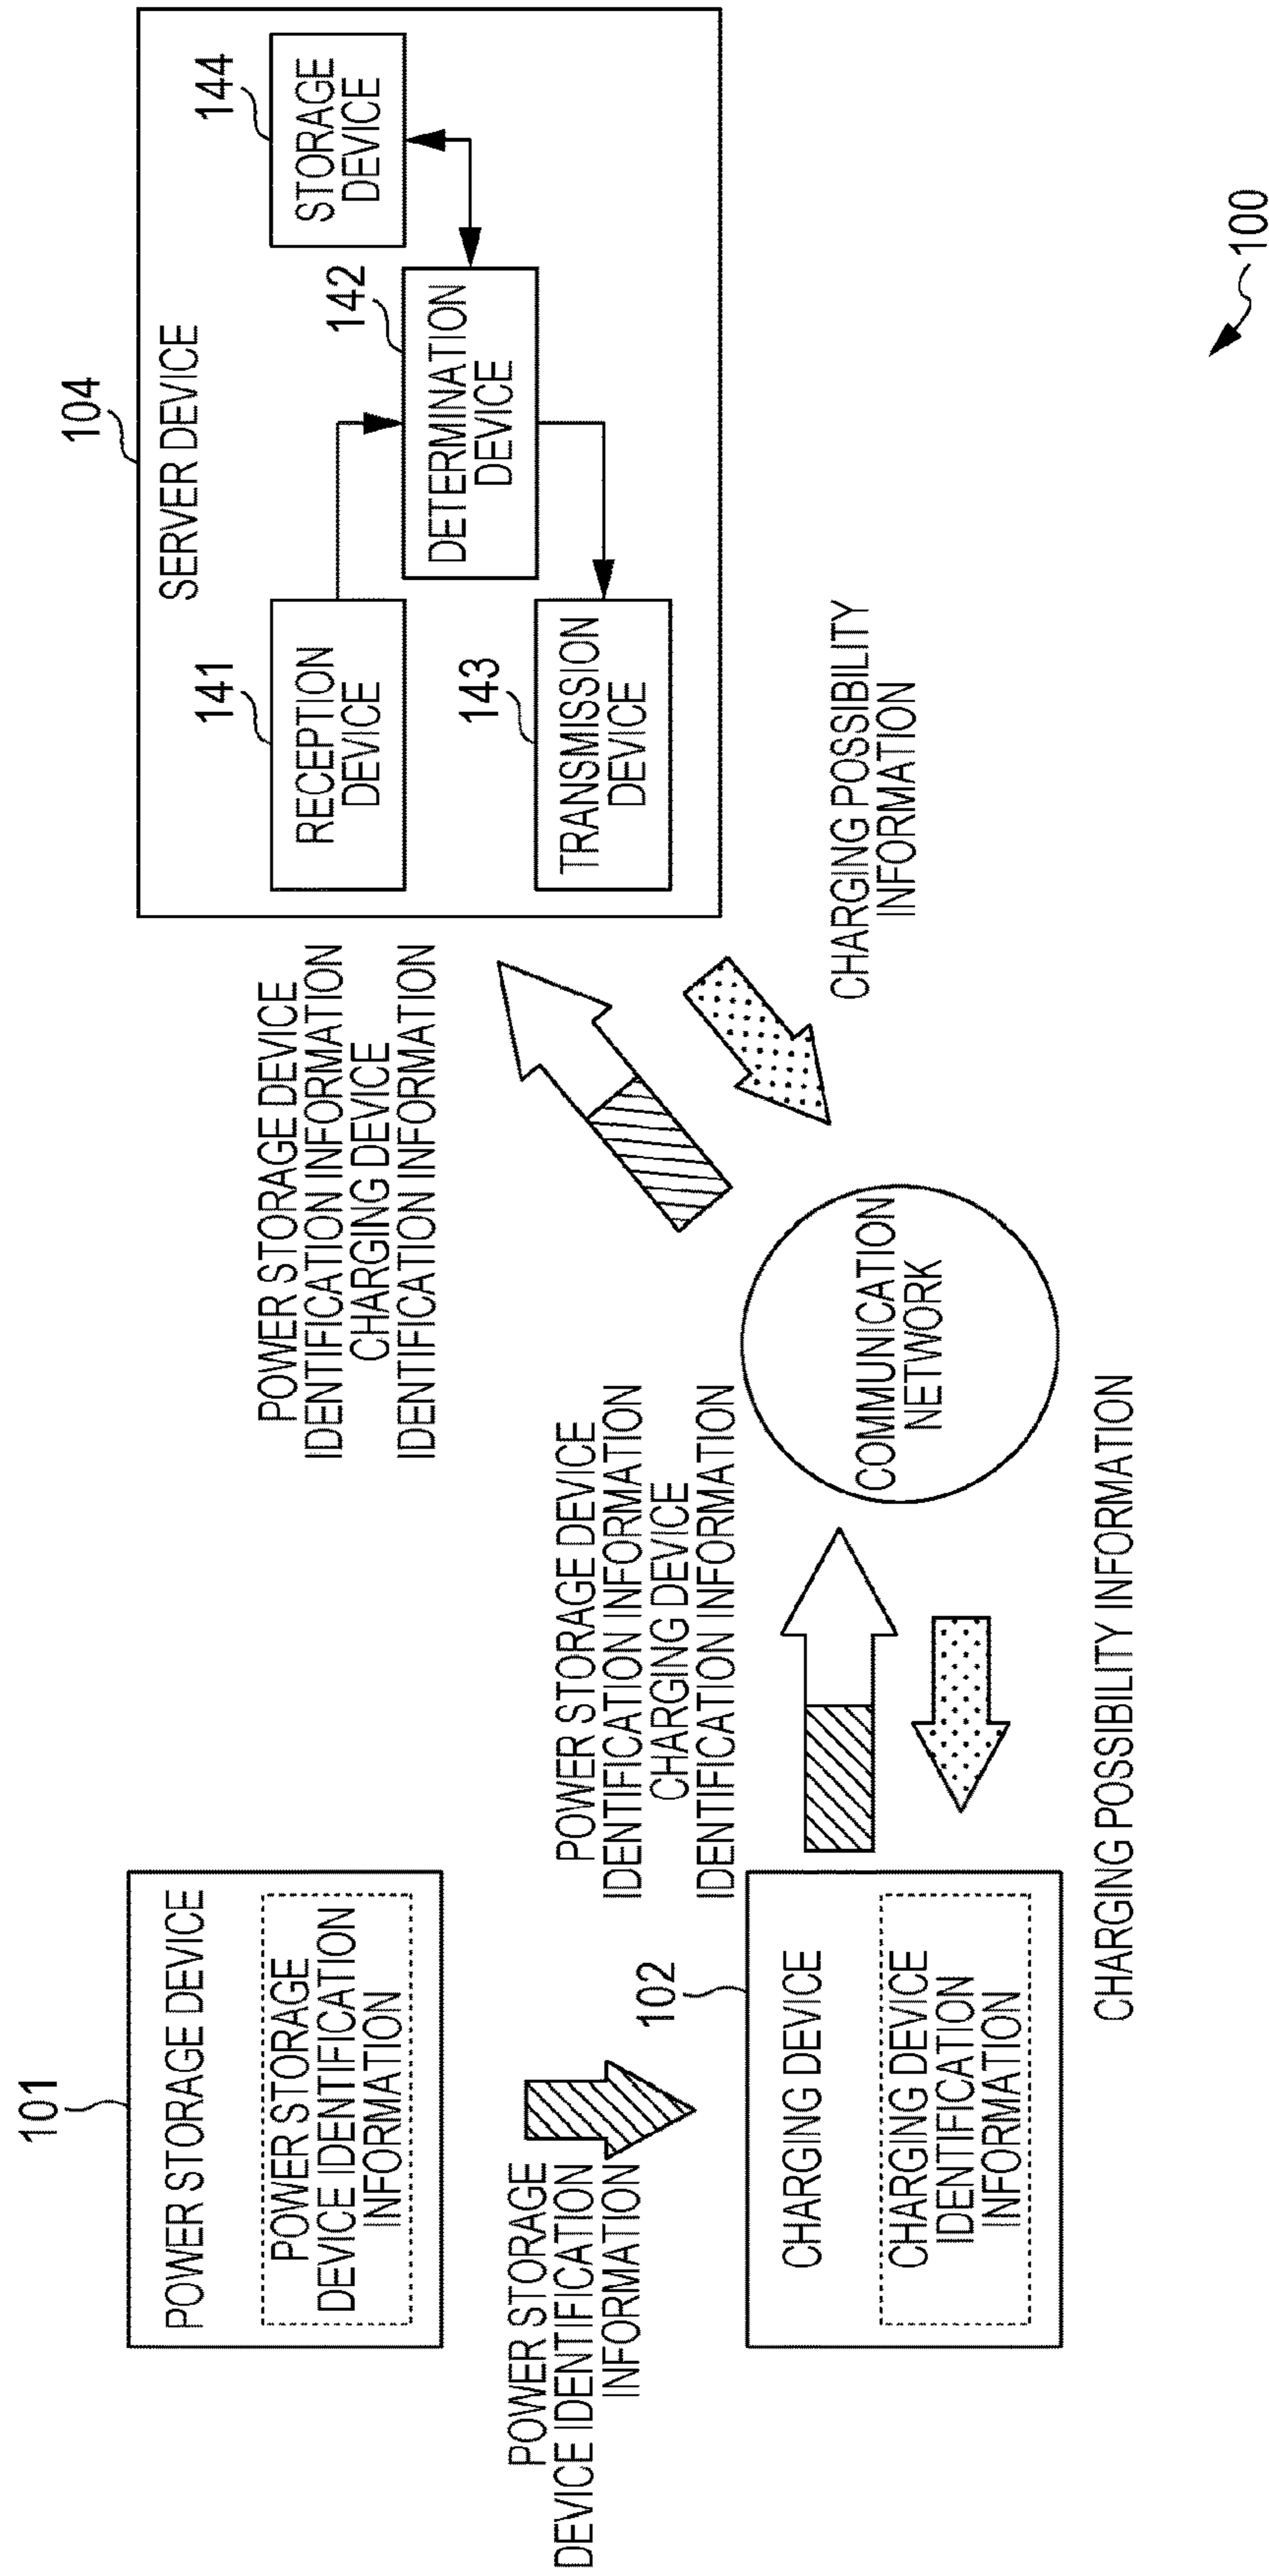 101
POWER STORAGE DEVICE
POWER STORAGE
DEVICE IDENTIFICATION
INFORMATION
POWER STORAGE
DEVICE IDENTIFICATION
INFORMATION
102
CHARGING DEVICE
CHARGING DEVICE
IDENTIFICATION
INFORMATION
POWER STORAGE DEVICE
IDENTIFICATION INFORMATION
CHARGING DEVICE
IDENTIFICATION INFORMATION
CHARGING POSSIBILITY INFORMATION
COMMUNICATION
NETWORK
POWER STORAGE DEVICE
IDENTIFICATION INFORMATION
CHARGING DEVICE
IDENTIFICATION INFORMATION
CHARGING POSSIBILITY
INFORMATION
104
SERVER DEVICE
141
RECEPTION
DEVICE
142
DETERMINATION
DEVICE
143
TRANSMISSION
DEVICE
144
STORAGE
DEVICE
100